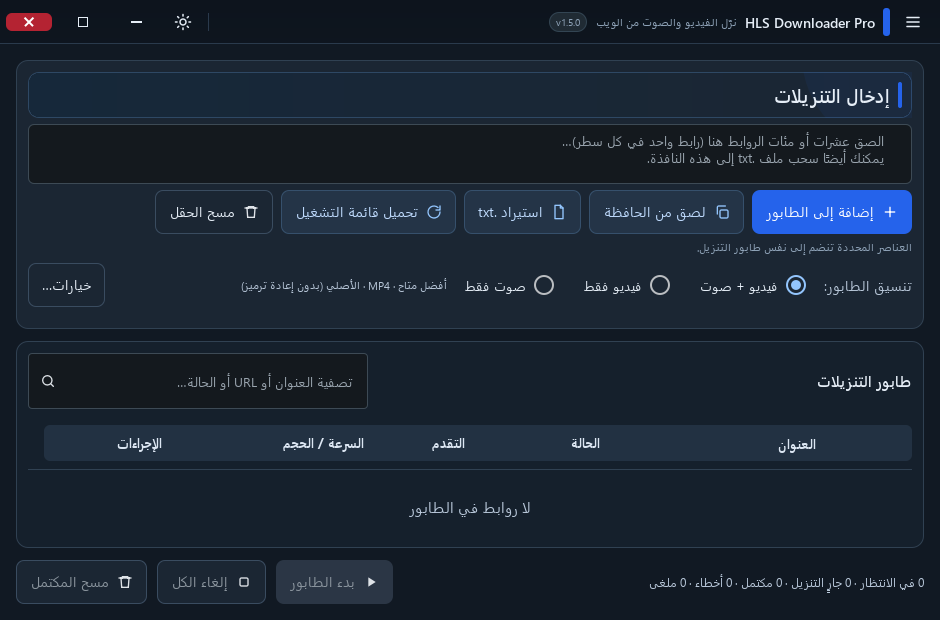 HLS Downloader Pro
نزّل الفيديو والصوت من الويب
v1.5.0
إدخال التنزيلات
الصق عشرات أو مئات الروابط هنا (رابط واحد في كل سطر)...
يمكنك أيضًا سحب ملف .txt إلى هذه النافذة.
إضافة إلى الطابور
لصق من الحافظة
استيراد .txt
تحميل قائمة التشغيل
مسح الحقل
العناصر المحددة تنضم إلى نفس طابور التنزيل.
تنسيق الطابور:
فيديو + صوت
فيديو فقط
صوت فقط
أفضل متاح · MP4 · الأصلي (بدون إعادة ترميز)
خيارات...
طابور التنزيلات
تصفية العنوان أو URL أو الحالة...
العنوان
الحالة
التقدم
السرعة / الحجم
الإجراءات
لا روابط في الطابور
0 في الانتظار · 0 جارٍ التنزيل · 0 مكتمل · 0 أخطاء · 0 ملغى
بدء الطابور
إلغاء الكل
مسح المكتمل